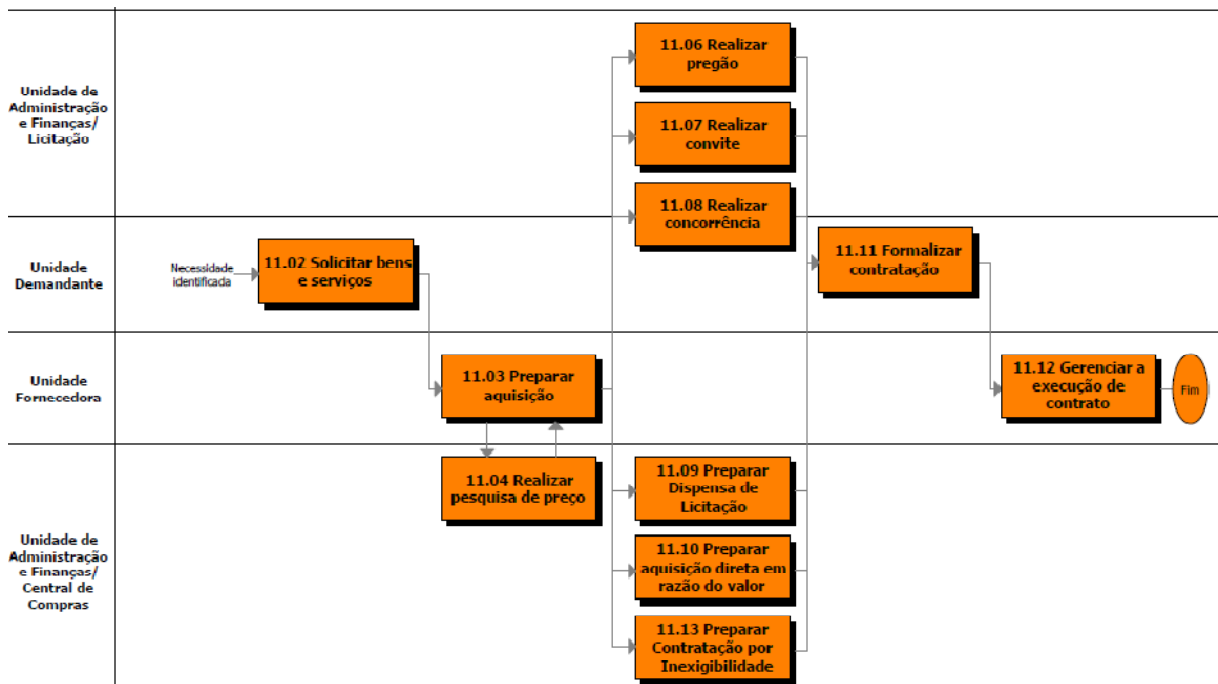 Unidade de
Administração
e Finanças/
Licitação
11.06 Realizar
pregão
11.07 Realizar
convite
11.08 Realizar
concorrência
Unidade
Demandante
Necessidade
identificada
11.02 Solicitar bens
e serviços
11.11 Formalizar
contratação
Unidade
Fornecedora
11.03 Preparar
aquisição
11.12 Gerenciar a
execução de
contrato
Fim
Unidade de
Administração
e Finanças/
Central de
Compras
11.04 Realizar
pesquisa de preço
11.09 Preparar
Dispensa de
Licitação
11.10 Preparar
aquisição direta em
razão do valor
11.13 Preparar
Contratação por
Inexigibilidade